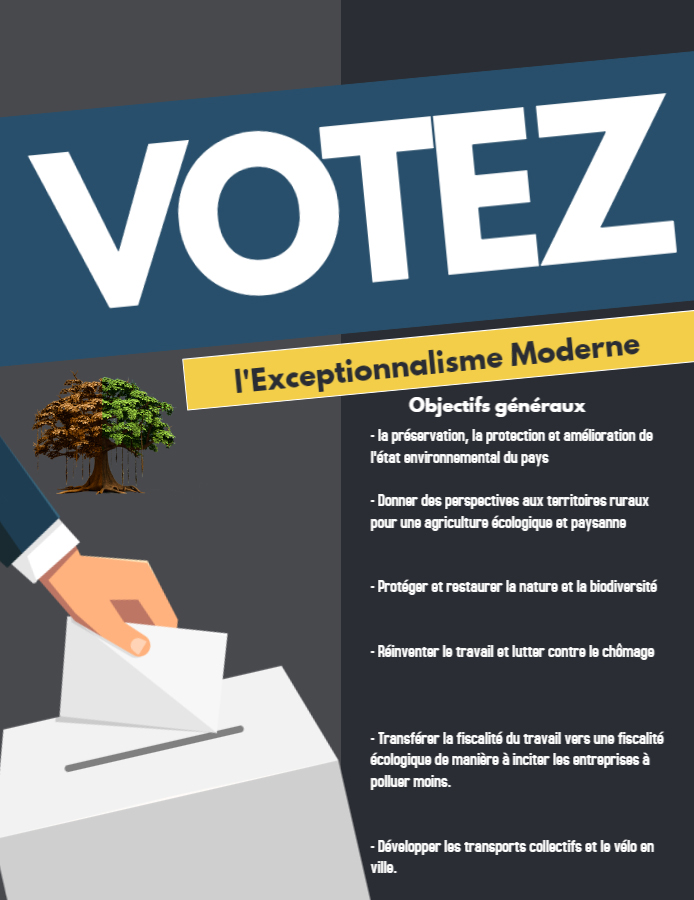 VOTEZ
l'Exceptionnalisme Moderne
Objectifs généraux
- la préservation, la protection et amélioration de
l'état environnemental du pays
- Donner des perspectives aux territoires ruraux
pour une agriculture écologique et paysanne
- Protéger et restaurer la nature et la biodiversité
- Réinventer le travail et lutter contre le chômage
- Transférer la fiscalité du travail vers une fiscalité
écologique de manière à inciter les entreprises à
polluer moins.
- Développer les transports collectifs et le vélo en
ville.